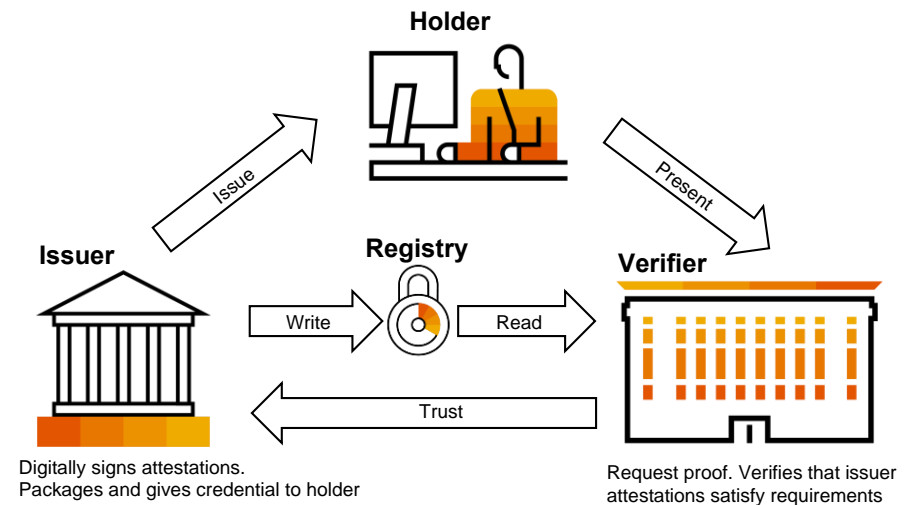 Holder
Issue
Present
Issuer
Registry
Verifier
Write
Read
Trust
Digitally signs attestations.
Packages and gives credential to holder
Request proof. Verifies that issuer
attestations satisfy requirements